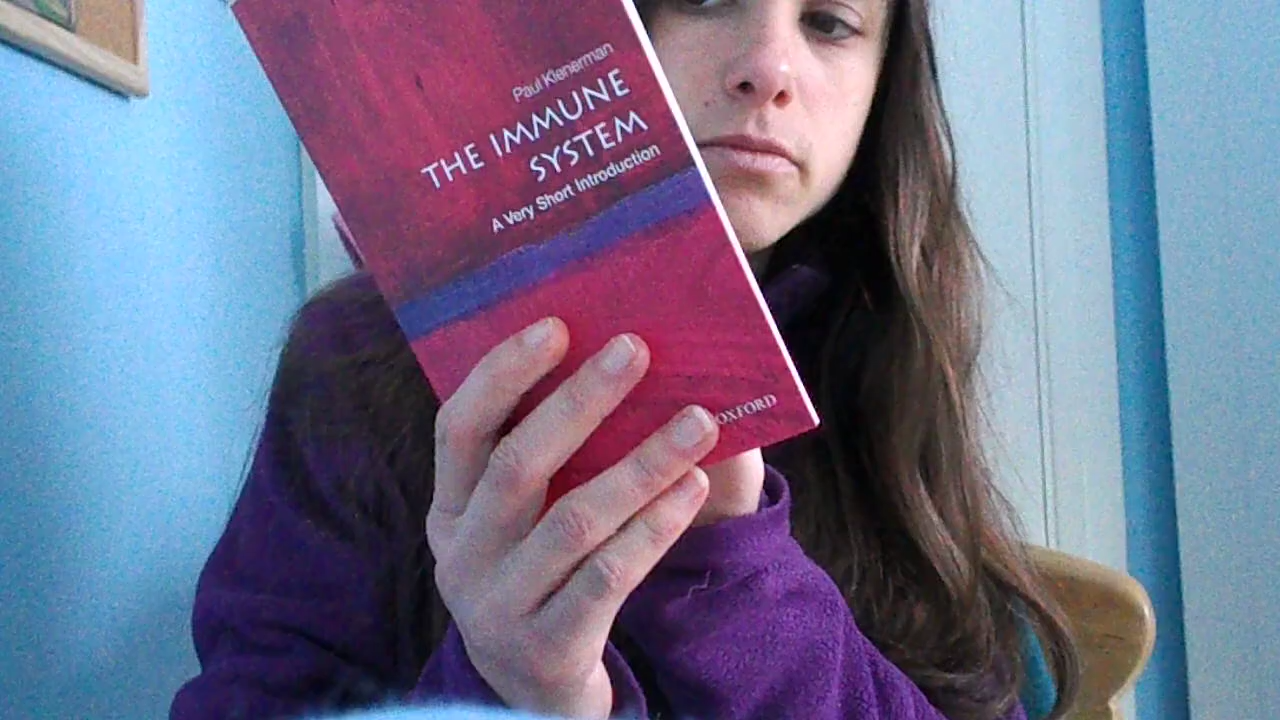 Paul Klenerman
THE IMMUNE
SYSTEM
A Very Short Introduction
OXFORD